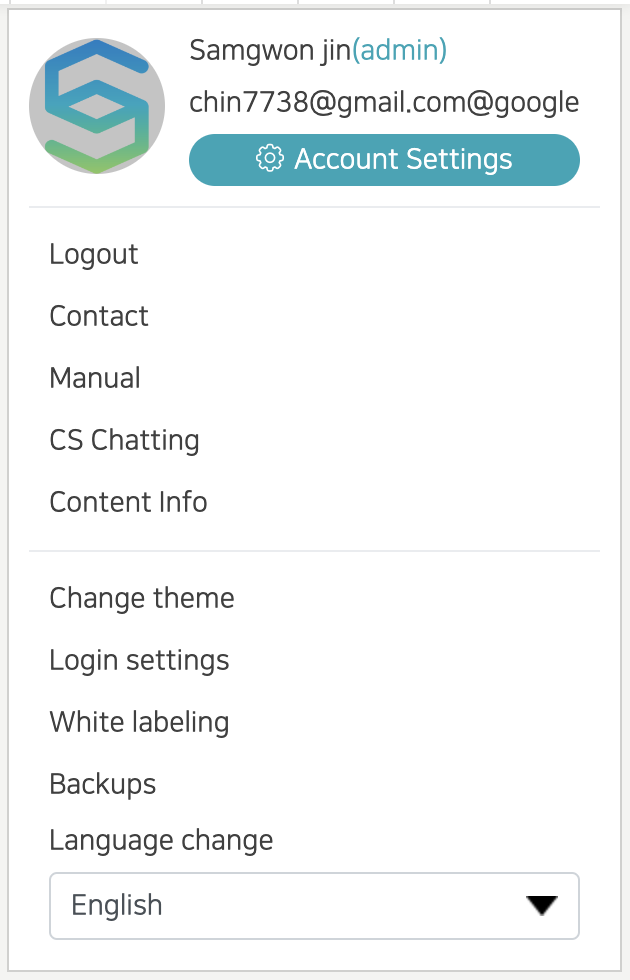 Samgwon jin(admin)
chin7738@gmail.com@google
Account Settings
Logout
Contact
Manual
CS Chatting
Content Info
Change theme
Login settings
White labeling
Backups
Language change
English